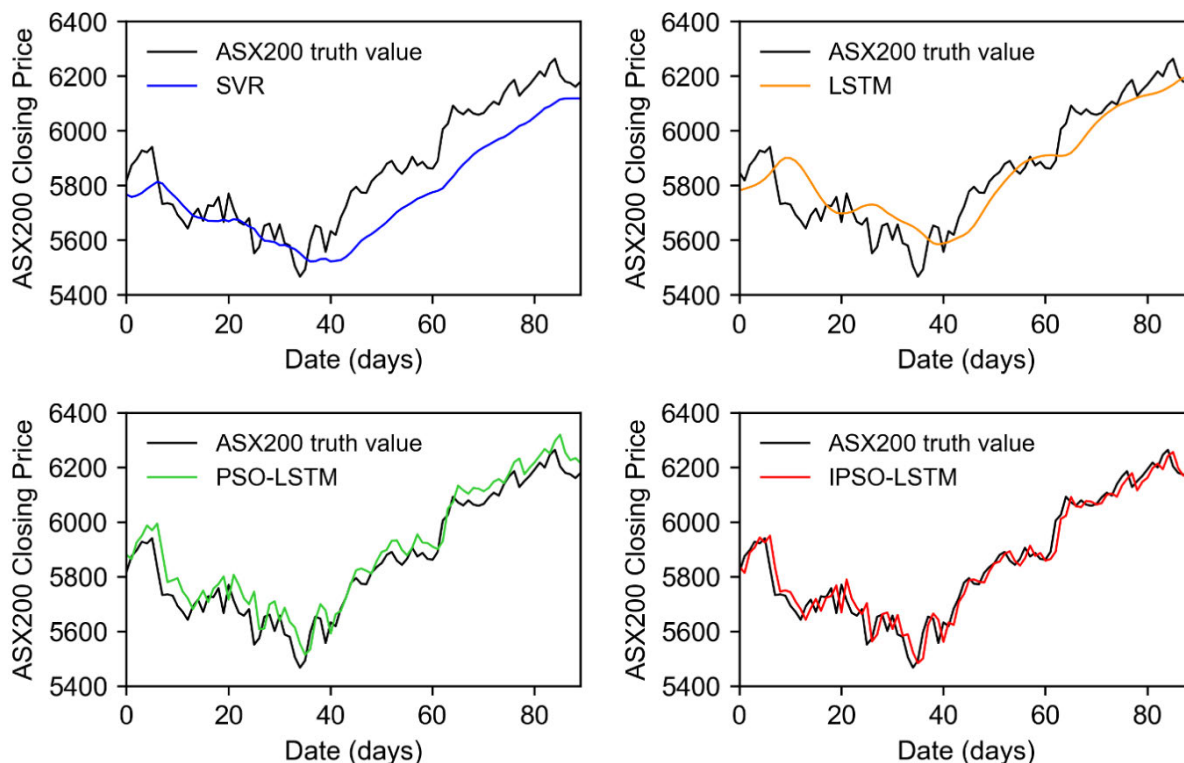 6400
6200
6000
5800
5600
5400
ASX200 Closing Price
ASX200 truth value
SVR
0 20 40 60 80
Date (days)
6400
6200
6000
5800
5600
5400
ASX200 Closing Price
ASX200 truth value
LSTM
0 20 40 60 80
Date (days)
6400
6200
6000
5800
5600
5400
ASX200 Closing Price
ASX200 truth value
PSO-LSTM
0 20 40 60 80
Date (days)
6400
6200
6000
5800
5600
5400
ASX200 Closing Price
ASX200 truth value
IPSO-LSTM
0 20 40 60 80
Date (days)